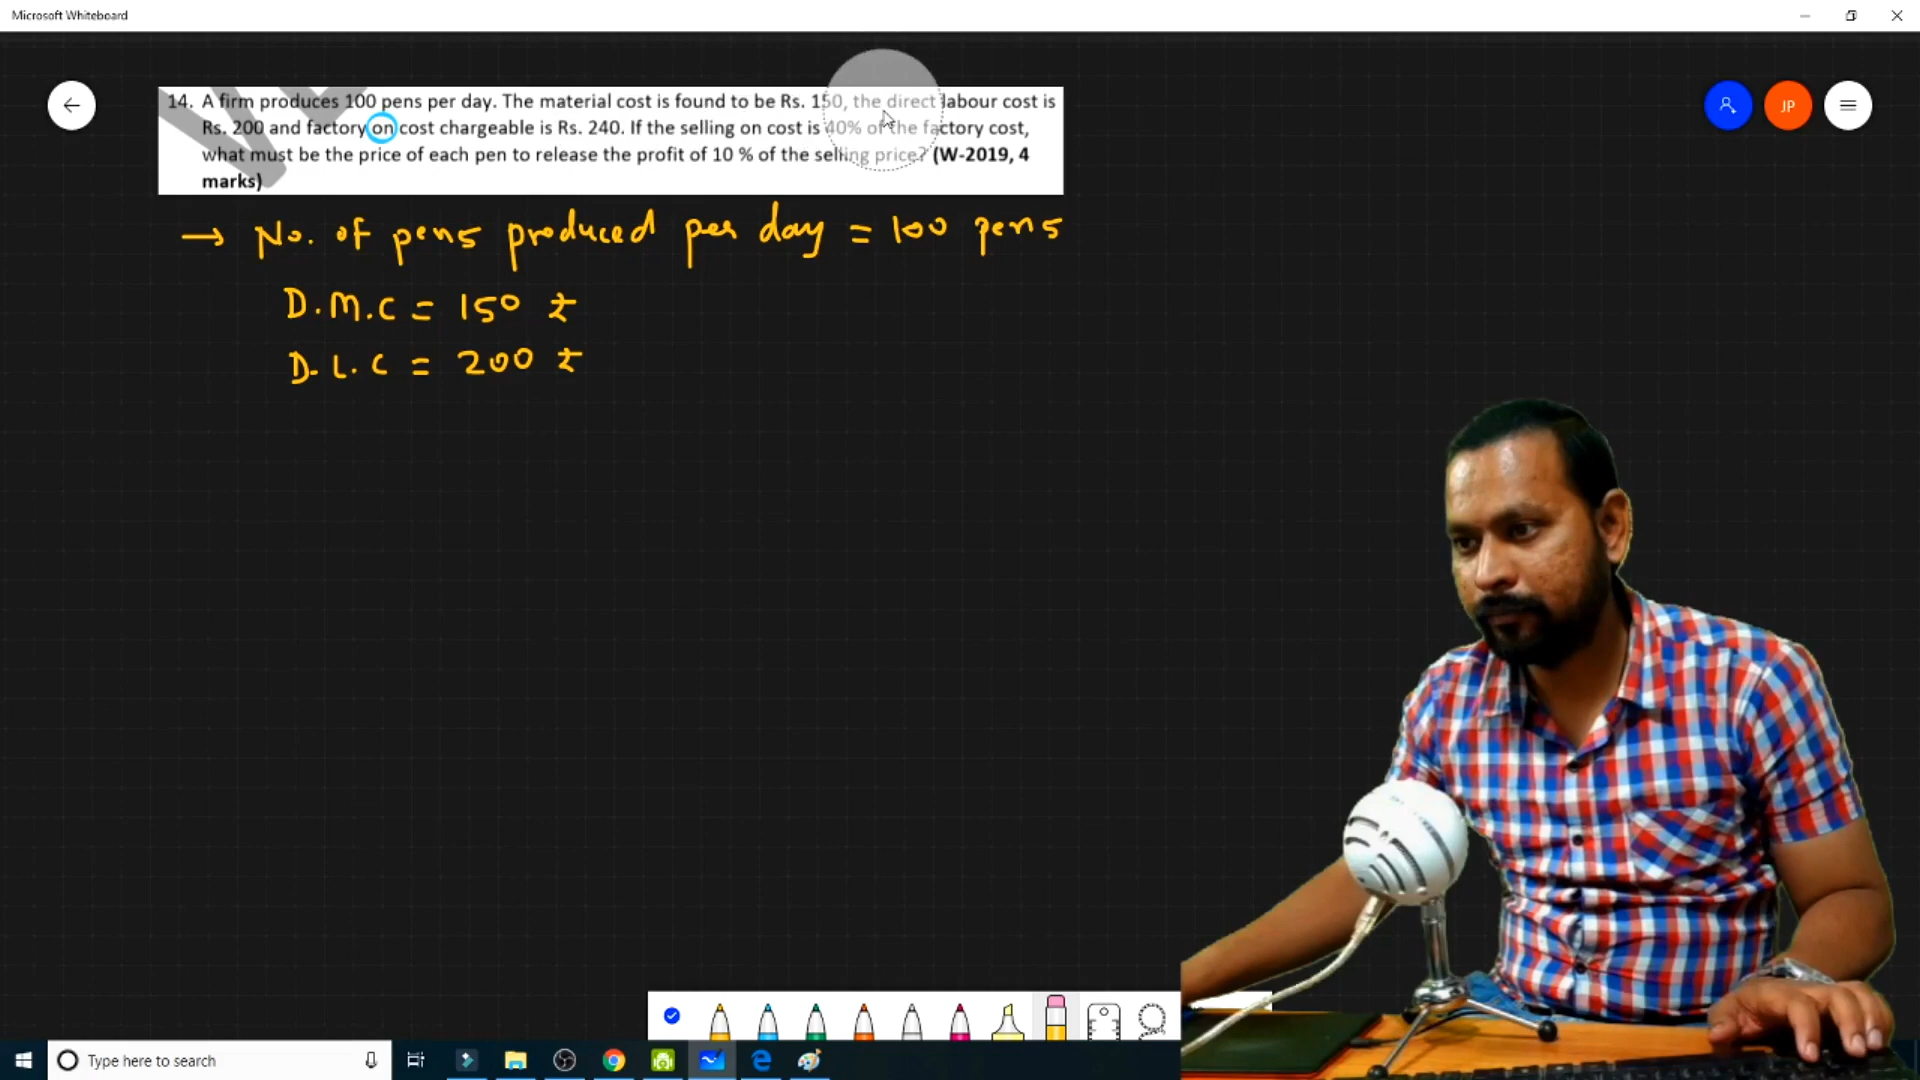 Microsoft Whiteboard
14. A firm produces 100 pens per day. The material cost is found to be Rs. 150, the direct labour cost is
Rs. 200 and factory on cost chargeable is Rs. 240. If the selling on cost is 40% of the factory cost,
what must be the price of each pen to release the profit of 10 % of the selling price? (W-2019, 4
marks)
JP
→ No. of pens produced per day = 100 pens
D.M.C = 150 ₹
D.L.C = 200 ₹
Type here to search